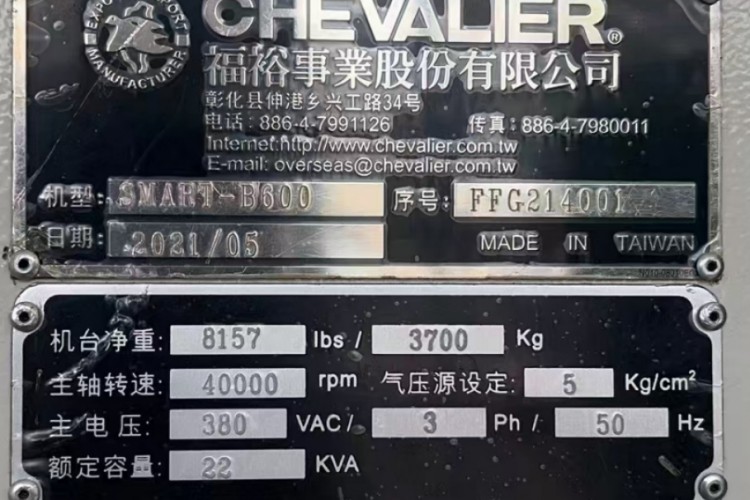 CHEVALIER®
EXPORT MANUFACTURER
福裕事業股份有限公司
彰化县伸港乡兴工路34号
电话：886-4-7991126 传真：886-4-7980011
Internet:http://www.chevalier.com.tw
E-mail: overseas@chevalier.com.tw
机型: SMART-B600 序号: FFG214001
日期: 2021/05 MADE IN TAIWAN
机台净重: 8157 lbs / 3700 Kg
主轴转速: 40000 rpm 气压源设定: 5 Kg/cm²
主电压: 380 VAC/ 3 Ph/ 50 Hz
额定容量: 22 KVA